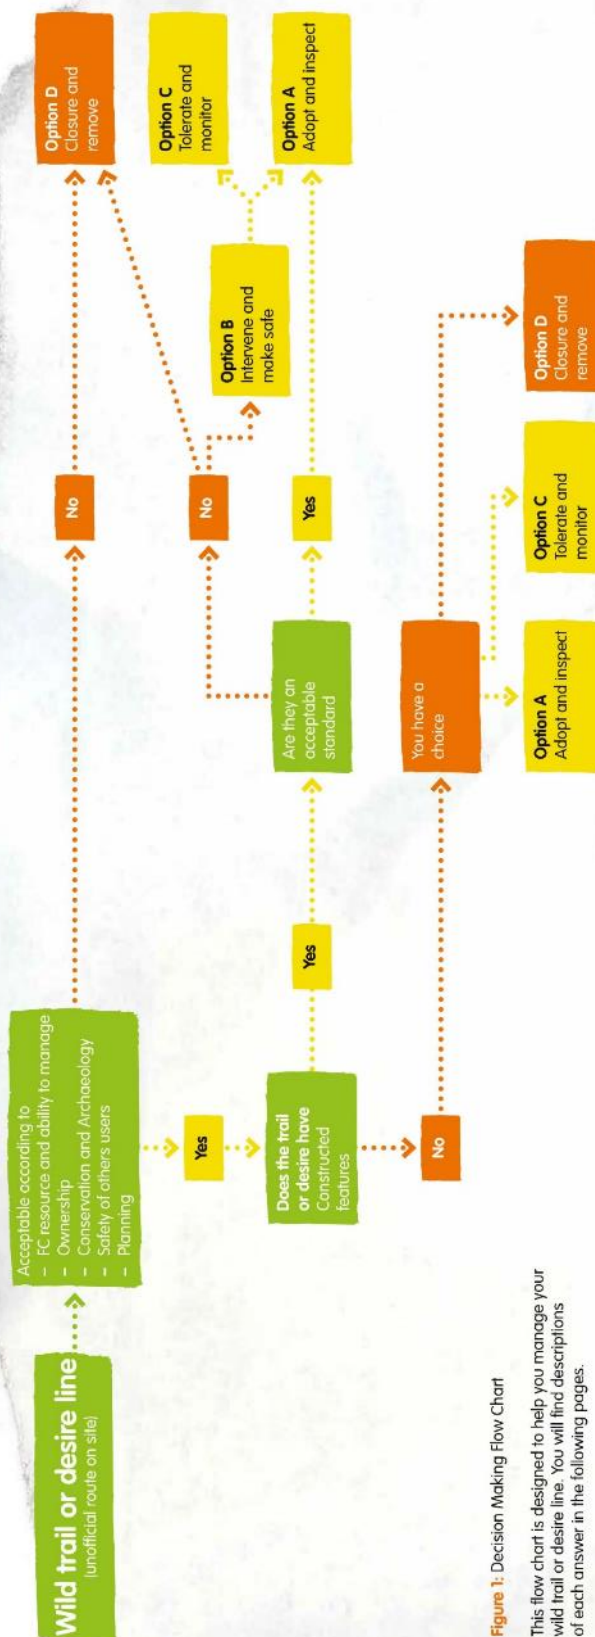 Wild trail or desire line
(unofficial route on site)
Acceptable according to
– FC resource and ability to manage
– Ownership
– Conservation and Archaeology
– Safety of others users
– Planning
No
Option D
Closure and
remove
Yes
Does the trail
or desire have
Constructed
features
Yes
Are they an
acceptable
standard
No
Option B
Intervene and
make safe
Option C
Tolerate and
monitor
Yes
Option A
Adopt and inspect
No
You have a
choice
Option A
Adopt and inspect
Option C
Tolerate and
monitor
Option D
Closure and
remove
Figure 1: Decision Making Flow Chart
This flow chart is designed to help you manage your
wild trail or desire line. You will find descriptions
of each answer in the following pages.